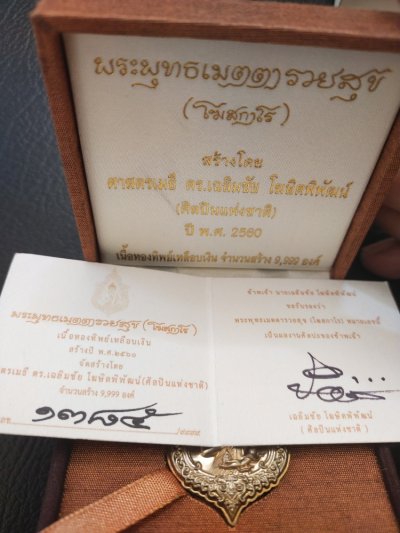 พระพุทธเมตตารวยสุข
(โฆสกาโร)
สร้างโดย
ศาสตรเมธี ดร.เฉลิมชัย โฆษิตพิพัฒน์
(ศิลปินแห่งชาติ)
ปี พ.ศ. 2560
เนื้อทองทิพย์เหลือบเงิน จำนวนสร้าง 9,999 องค์
พระพุทธเมตตารวยสุข (โฆสกาโร)
เนื้อทองทิพย์เหลือบเงิน
สร้างปี พ.ศ.๒๕๖๐
จัดสร้างโดย
ตรเมธี ดร.เฉลิมชัย โฆษิตพิพัฒน์(ศิลปินแห่งชาติ)
จำนวนสร้าง 9,999 องค์
๑๓๘๕
/๙๙๙๙
ข้าพเจ้า นายเฉลิมชัย โฆษิตพิพัฒน์
ขอรับรองว่า
พระพุทธเมตตารวยสุข (โฆสกาโร) หมายเลขนี้
เป็นผลงานศิลปะของข้าพเจ้า
เฉลิมชัย โฆษิตพิพัฒน์
( ศิลปินแห่งชาติ )